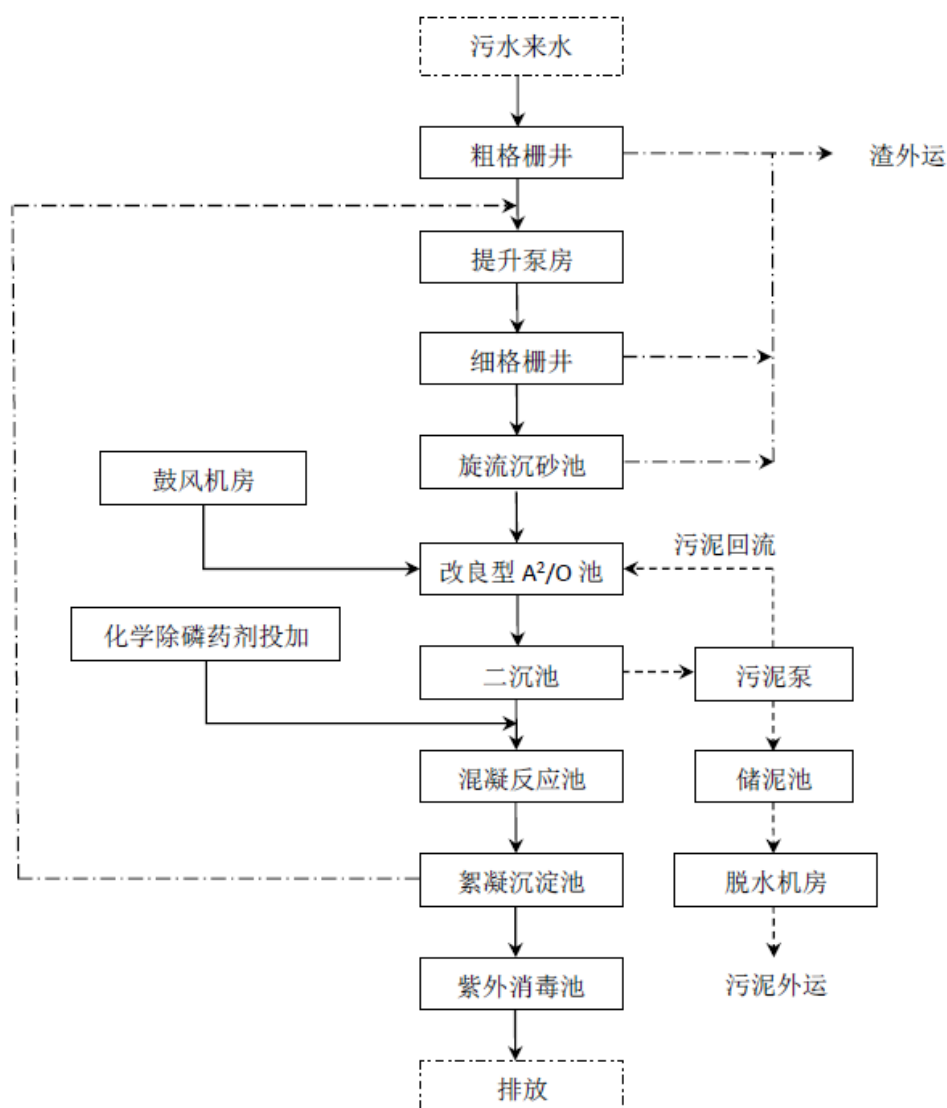 污水来水
粗格栅井
渣外运
提升泵房
细格栅井
旋流沉砂池
鼓风机房
污泥回流
改良型 A²/O 池
化学除磷药剂投加
二沉池
污泥泵
混凝反应池
储泥池
絮凝沉淀池
脱水机房
紫外消毒池
污泥外运
排放